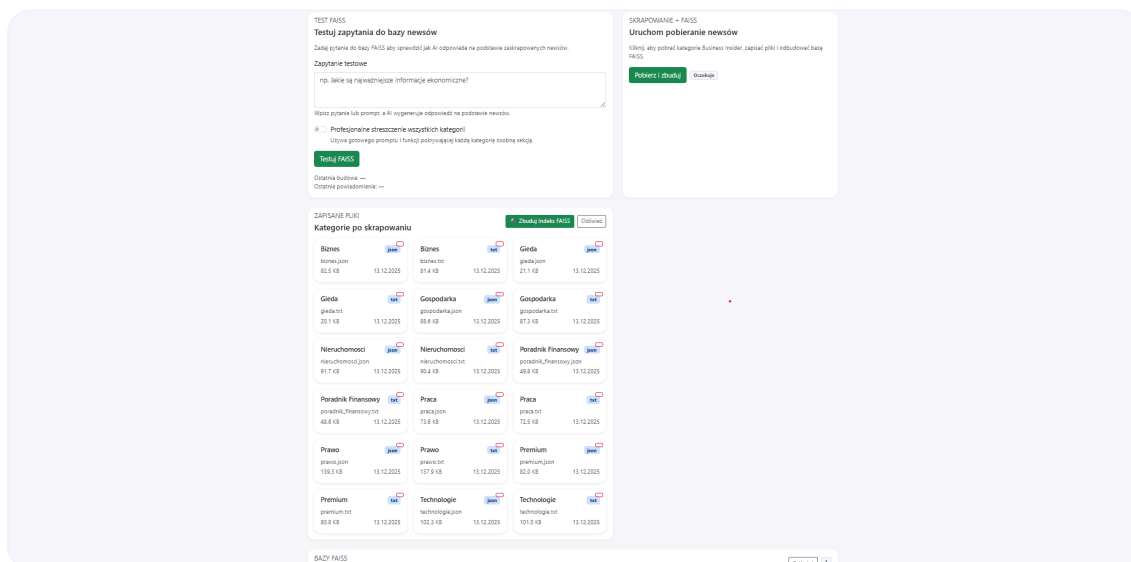 TEST FAISS
Testuj zapytania do bazy newsów
Zadaj pytanie do bazy FAISS aby sprawdzić jak AI odpowiada na podstawie zeskrapowanych newsów.
Zapytanie testowe
np. Jakie są najważniejsze informacje ekonomiczne?
Wpisz pytanie lub prompt, a AI wygeneruje odpowiedź na podstawie newsów.
Profesjonalne streszczenie wszystkich kategorii
Używa gotowego promptu i funkcji pokrywającej każdą kategorię osobną sekcją.
Testuj FAISS
Ostatnia budowa: —
Ostatnie powiadomienie: —
SKRAPOWANIE + FAISS
Uruchom pobieranie newsów
Kliknij, aby pobrać kategorie Business Insider, zapisać pliki i odbudować bazę
FAISS.
Pobierz i zbuduj
Oczekuje
ZAPISANE PLIKI
Kategorie po skrapowaniu
Zbuduj indeks FAISS
Odśwież
Biznes json
biznes.json
82.5 KB 13.12.2025
Biznes txt
biznes.txt
81.4 KB 13.12.2025
Gielda json
gielda.json
21.1 KB 13.12.2025
Gielda txt
gielda.txt
20.1 KB 13.12.2025
Gospodarka json
gospodarka.json
88.6 KB 13.12.2025
Gospodarka txt
gospodarka.txt
87.3 KB 13.12.2025
Nieruchomosci json
nieruchomosci.json
91.7 KB 13.12.2025
Nieruchomosci txt
nieruchomosci.txt
90.4 KB 13.12.2025
Poradnik Finansowy json
poradnik_finansowy.json
49.8 KB 13.12.2025
Poradnik Finansowy txt
poradnik_finansowy.txt
48.6 KB 13.12.2025
Praca json
praca.json
73.6 KB 13.12.2025
Praca txt
praca.txt
72.5 KB 13.12.2025
Prawo json
prawo.json
139.3 KB 13.12.2025
Prawo txt
prawo.txt
137.9 KB 13.12.2025
Premium json
premium.json
82.0 KB 13.12.2025
Premium txt
premium.txt
80.8 KB 13.12.2025
Technologie json
technologie.json
102.3 KB 13.12.2025
Technologie txt
technologie.txt
101.0 KB 13.12.2025
BAZY FAISS